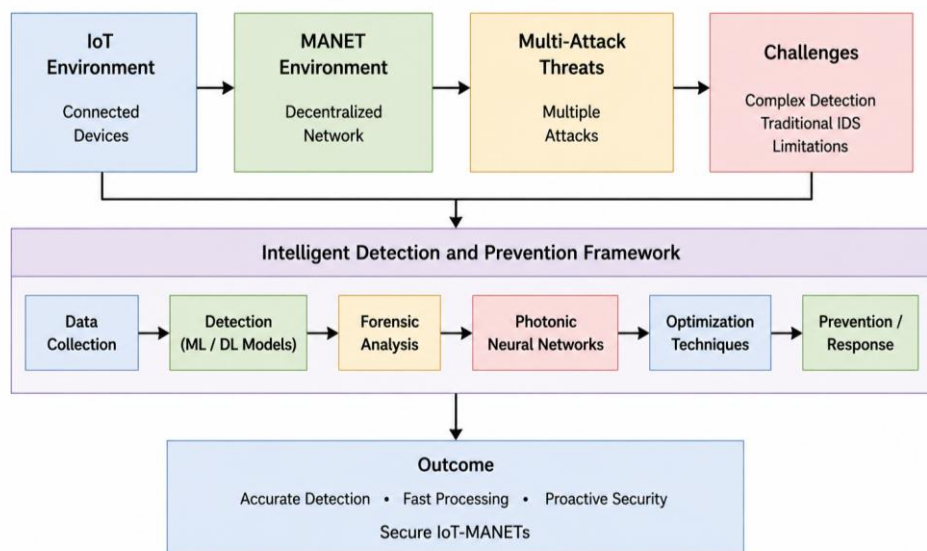 IoT
Environment
Connected
Devices
MANET
Environment
Decentralized
Network
Multi-Attack
Threats
Multiple
Attacks
Challenges
Complex Detection
Traditional IDS
Limitations
Intelligent Detection and Prevention Framework
Data
Collection
Detection
(ML / DL Models)
Forensic
Analysis
Photonic
Neural Networks
Optimization
Techniques
Prevention /
Response
Outcome
Accurate Detection • Fast Processing • Proactive Security
Secure IoT-MANETs